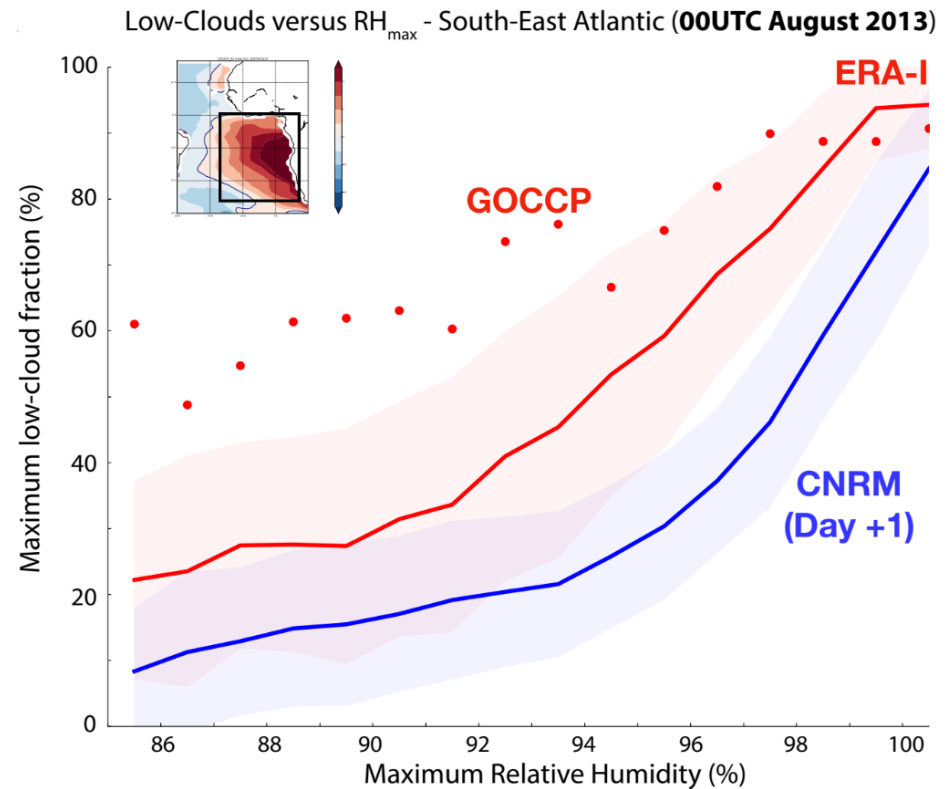 Low-Clouds versus RHmax - South-East Atlantic (00UTC August 2013)
100
80
60
40
20
0
Maximum low-cloud fraction (%)
ERA-I
GOCCP
CNRM
(Day +1)
86 88 90 92 94 96 98 100
Maximum Relative Humidity (%)